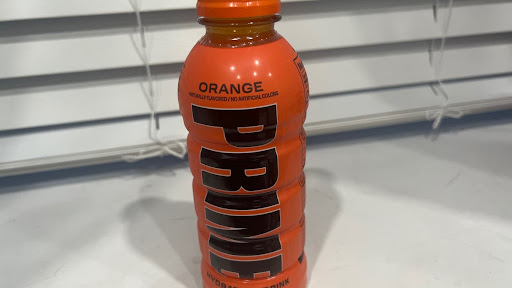 ORANGE
NATURALLY FLAVORED / NO ARTIFICIAL COLORS
PRIME
HYDRATION DRINK